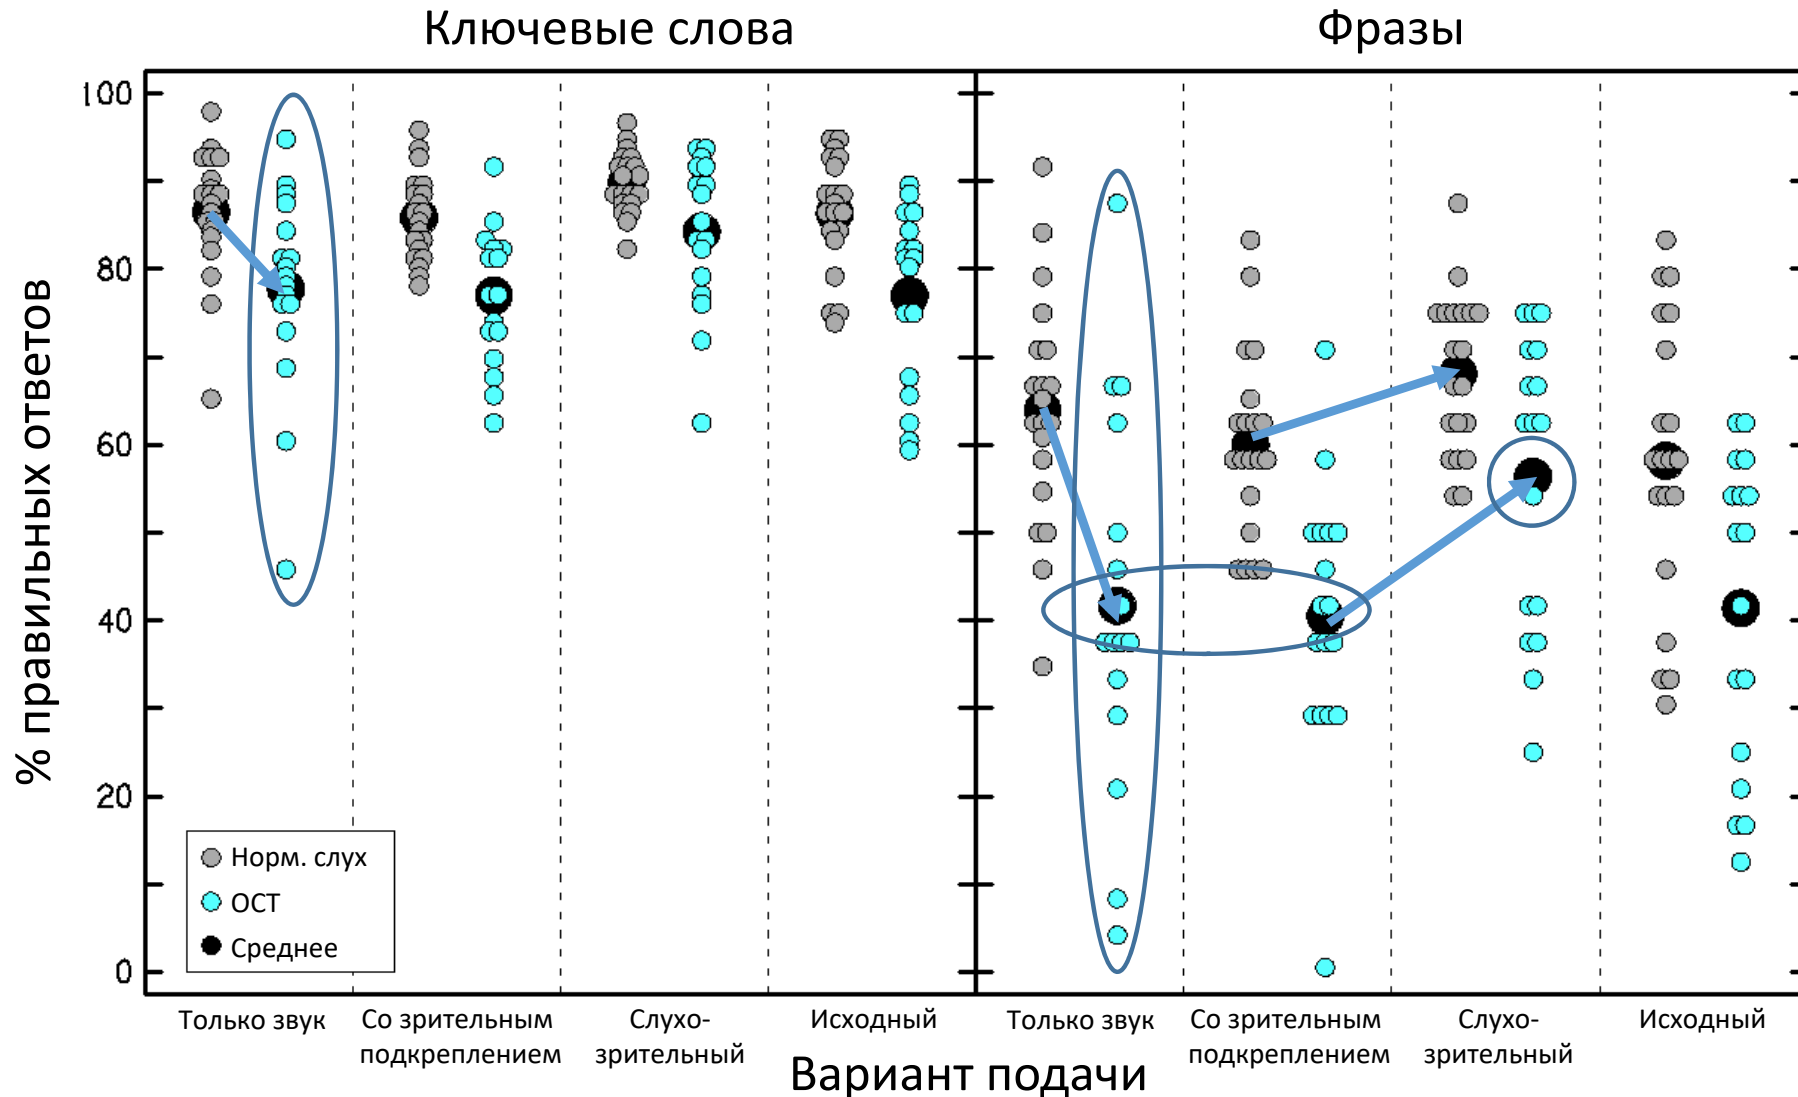 Ключевые слова
Фразы
% правильных ответов
100
80
60
40
20
0
Норм. слух
ОСТ
Среднее
Только звук
Со зрительным
подкреплением
Слухо-
зрительный
Исходный
Только звук
Со зрительным
подкреплением
Слухо-
зрительный
Исходный
Вариант подачи